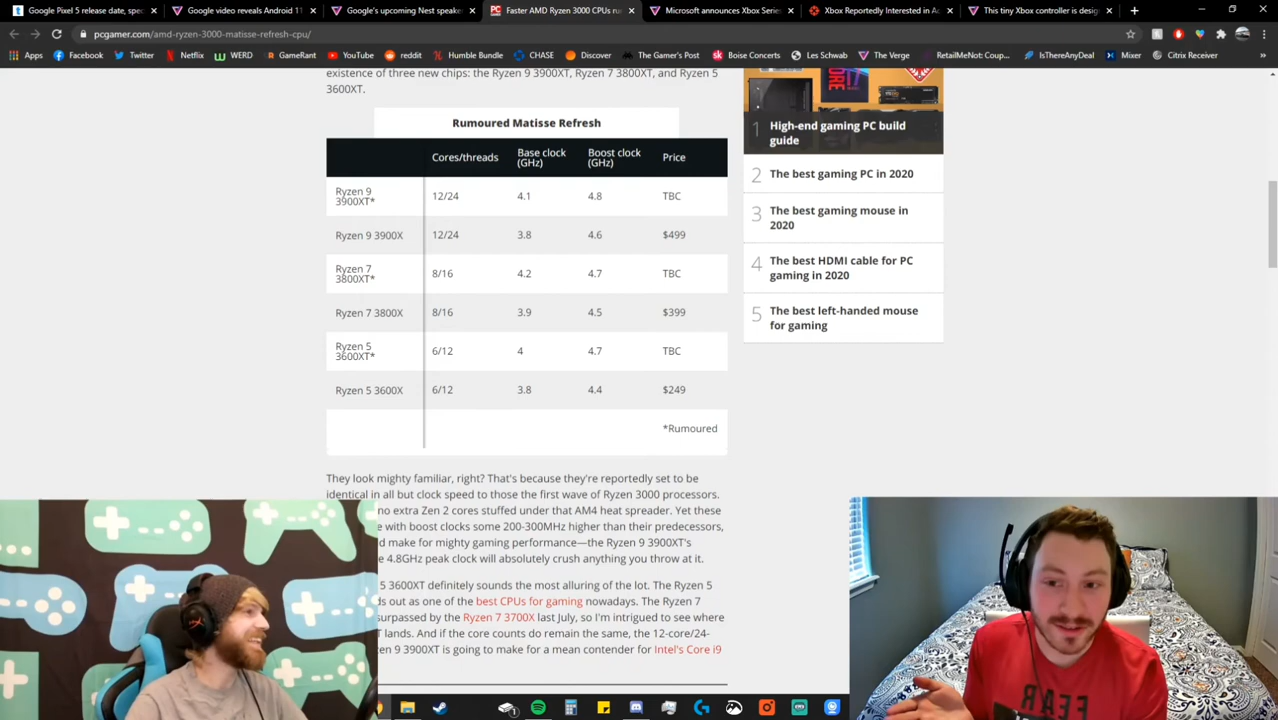 Google Pixel 5 release date, spec
Google video reveals Android 11
Google's upcoming Nest speaker
Faster AMD Ryzen 3000 CPUs ru
Microsoft announces Xbox Series
Xbox Reportedly Interested in Ac
This tiny Xbox controller is desig
pcgamer.com/amd-ryzen-3000-matisse-refresh-cpu/
Apps
Facebook
Twitter
Netflix
WERD
GameRant
YouTube
reddit
Humble Bundle
CHASE
Discover
The Gamer's Post
Boise Concerts
Les Schwab
The Verge
RetailMeNot: Coup...
IsThereAnyDeal
Mixer
Citrix Receiver
existence of three new chips: the Ryzen 9 3900XT, Ryzen 7 3800XT, and Ryzen 5
3600XT.
Rumoured Matisse Refresh
Cores/threads Base clock (GHz) Boost clock (GHz) Price
Ryzen 9 3900XT* 12/24 4.1 4.8 TBC
Ryzen 9 3900X 12/24 3.8 4.6 $499
Ryzen 7 3800XT* 8/16 4.2 4.7 TBC
Ryzen 7 3800X 8/16 3.9 4.5 $399
Ryzen 5 3600XT* 6/12 4 4.7 TBC
Ryzen 5 3600X 6/12 3.8 4.4 $249
*Rumoured
They look mighty familiar, right? That's because they're reportedly set to be
identical in all but clock speed to those the first wave of Ryzen 3000 processors.
no extra Zen 2 cores stuffed under that AM4 heat spreader. Yet these
e with boost clocks some 200-300MHz higher than their predecessors,
d make for mighty gaming performance—the Ryzen 9 3900XT's
e 4.8GHz peak clock will absolutely crush anything you throw at it.
5 3600XT definitely sounds the most alluring of the lot. The Ryzen 5
ds out as one of the best CPUs for gaming nowadays. The Ryzen 7
surpassed by the Ryzen 7 3700X last July, so I'm intrigued to see where
T lands. And if the core counts do remain the same, the 12-core/24-
zen 9 3900XT is going to make for a mean contender for Intel's Core i9
1 High-end gaming PC build
guide
2 The best gaming PC in 2020
3 The best gaming mouse in
2020
4 The best HDMI cable for PC
gaming in 2020
5 The best left-handed mouse
for gaming
FEAR